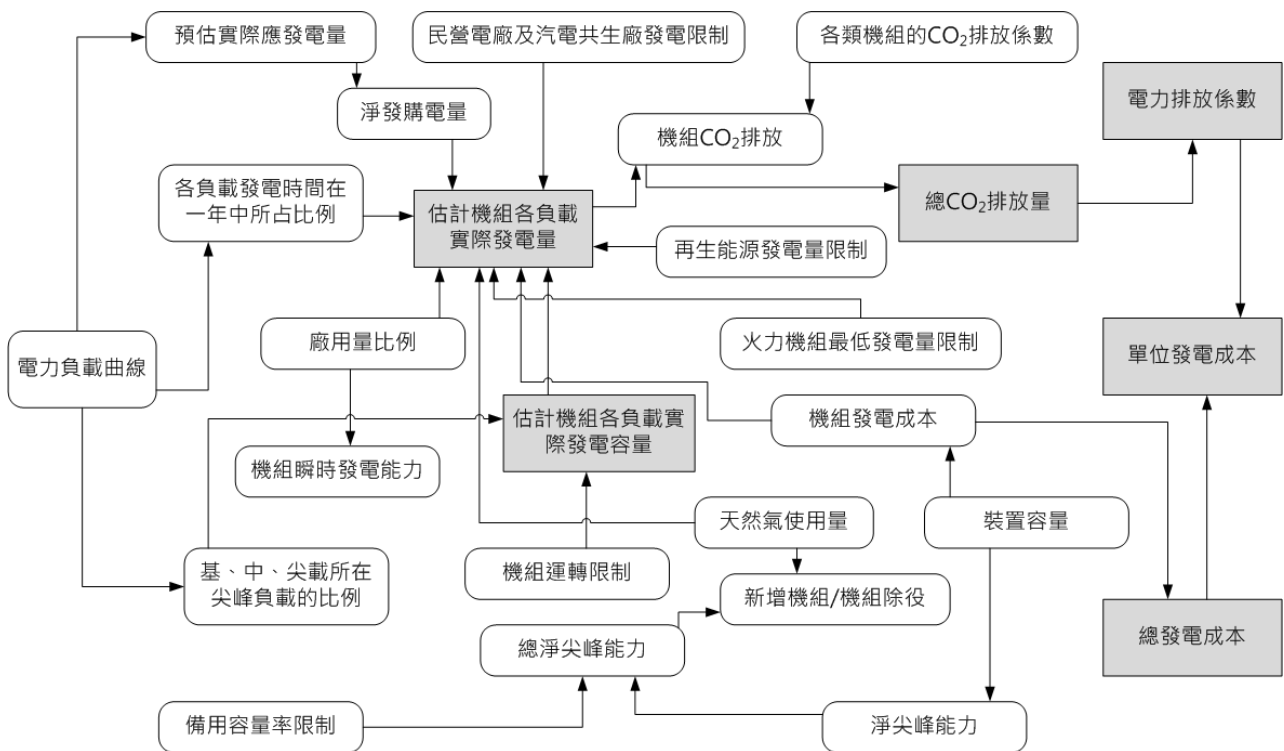 預估實際應發電量
民營電廠及汽電共生廠發電限制
各類機組的CO₂排放係數
電力排放係數
淨發購電量
機組CO₂排放
各負載發電時間在
一年中所占比例
估計機組各負載
實際發電量
總CO₂排放量
再生能源發電量限制
廠用量比例
火力機組最低發電量限制
單位發電成本
電力負載曲線
估計機組各負載實
際發電容量
機組發電成本
機組瞬時發電能力
天然氣使用量
裝置容量
基、中、尖載所在
尖峰負載的比例
機組運轉限制
新增機組/機組除役
總淨尖峰能力
總發電成本
備用容量率限制
淨尖峰能力